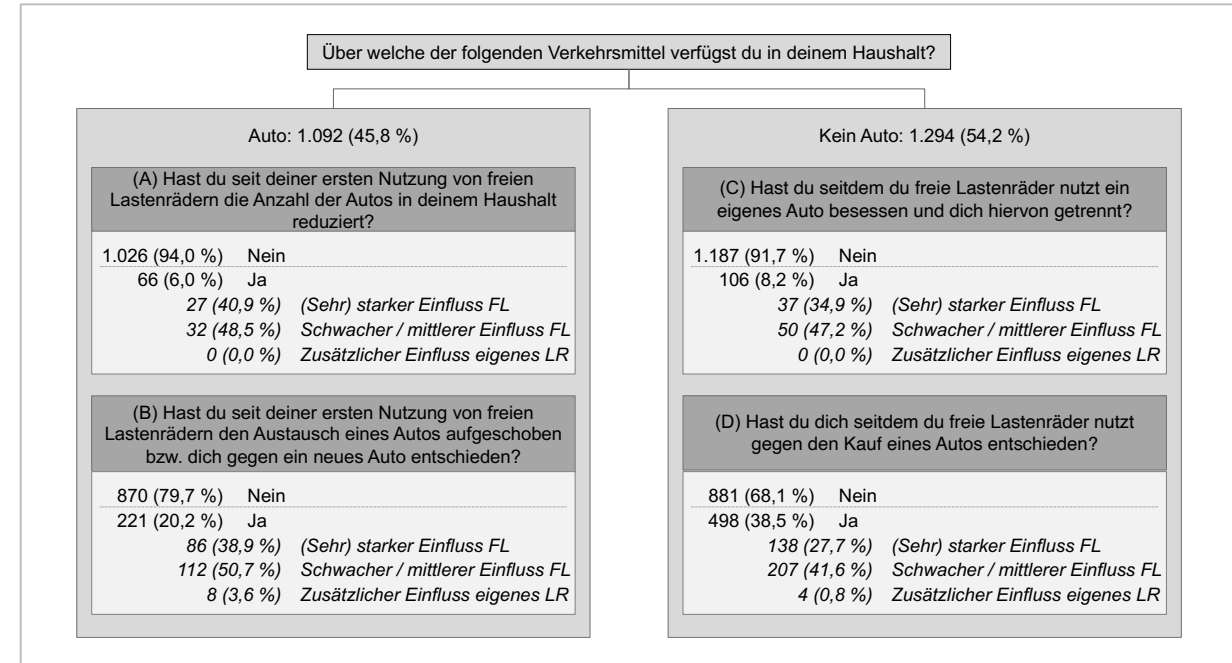 Über welche der folgenden Verkehrsmittel verfügst du in deinem Haushalt?
Auto: 1.092 (45,8 %)
(A) Hast du seit deiner ersten Nutzung von freien
Lastenrädern die Anzahl der Autos in deinem Haushalt
reduziert?
1.026 (94,0 %) Nein
66 (6,0 %) Ja
27 (40,9 %) (Sehr) starker Einfluss FL
32 (48,5 %) Schwacher / mittlerer Einfluss FL
0 (0,0 %) Zusätzlicher Einfluss eigenes LR
(B) Hast du seit deiner ersten Nutzung von freien
Lastenrädern den Austausch eines Autos aufgeschoben
bzw. dich gegen ein neues Auto entschieden?
870 (79,7 %) Nein
221 (20,2 %) Ja
86 (38,9 %) (Sehr) starker Einfluss FL
112 (50,7 %) Schwacher / mittlerer Einfluss FL
8 (3,6 %) Zusätzlicher Einfluss eigenes LR
Kein Auto: 1.294 (54,2 %)
(C) Hast du seitdem du freie Lastenräder nutzt ein
eigenes Auto besessen und dich hiervon getrennt?
1.187 (91,7 %) Nein
106 (8,2 %) Ja
37 (34,9 %) (Sehr) starker Einfluss FL
50 (47,2 %) Schwacher / mittlerer Einfluss FL
0 (0,0 %) Zusätzlicher Einfluss eigenes LR
(D) Hast du dich seitdem du freie Lastenräder nutzt
gegen den Kauf eines Autos entschieden?
881 (68,1 %) Nein
498 (38,5 %) Ja
138 (27,7 %) (Sehr) starker Einfluss FL
207 (41,6 %) Schwacher / mittlerer Einfluss FL
4 (0,8 %) Zusätzlicher Einfluss eigenes LR